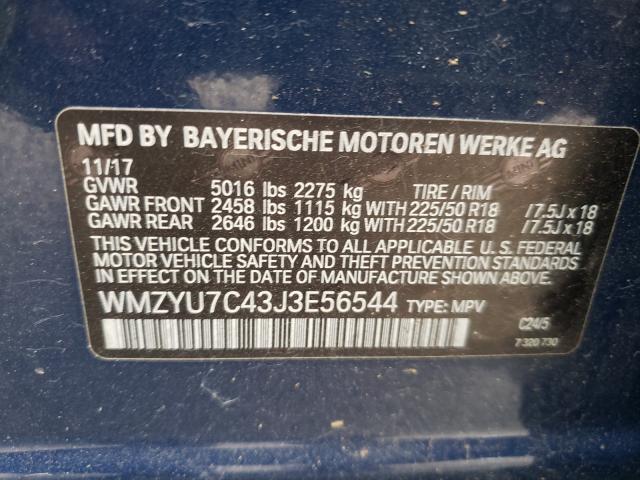 MFD BY BAYERISCHE MOTOREN WERKE AG
11/17
GVWR 5016 lbs 2275 kg TIRE / RIM
GAWR FRONT 2458 lbs 1115 kg WITH 225/50 R18 /7.5J x 18
GAWR REAR 2646 lbs 1200 kg WITH 225/50 R18 /7.5J x 18
THIS VEHICLE CONFORMS TO ALL APPLICABLE U. S. FEDERAL
MOTOR VEHICLE SAFETY AND THEFT PREVENTION STANDARDS
IN EFFECT ON THE DATE OF MANUFACTURE SHOWN ABOVE.
WMZYU7C43J3E56544 TYPE: MPV
C24/5
7 320 730